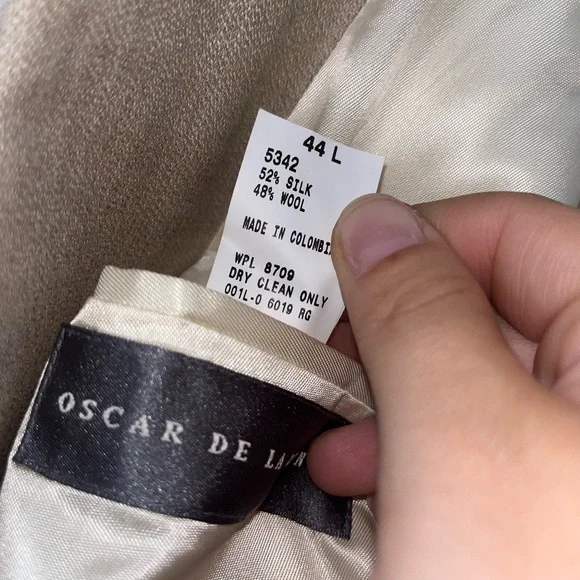 44 L
5342
52% SILK
48% WOOL
MADE IN COLOMBIA
WPL 8709
DRY CLEAN ONLY
001L-0 6019 RG
OSCAR DE LA